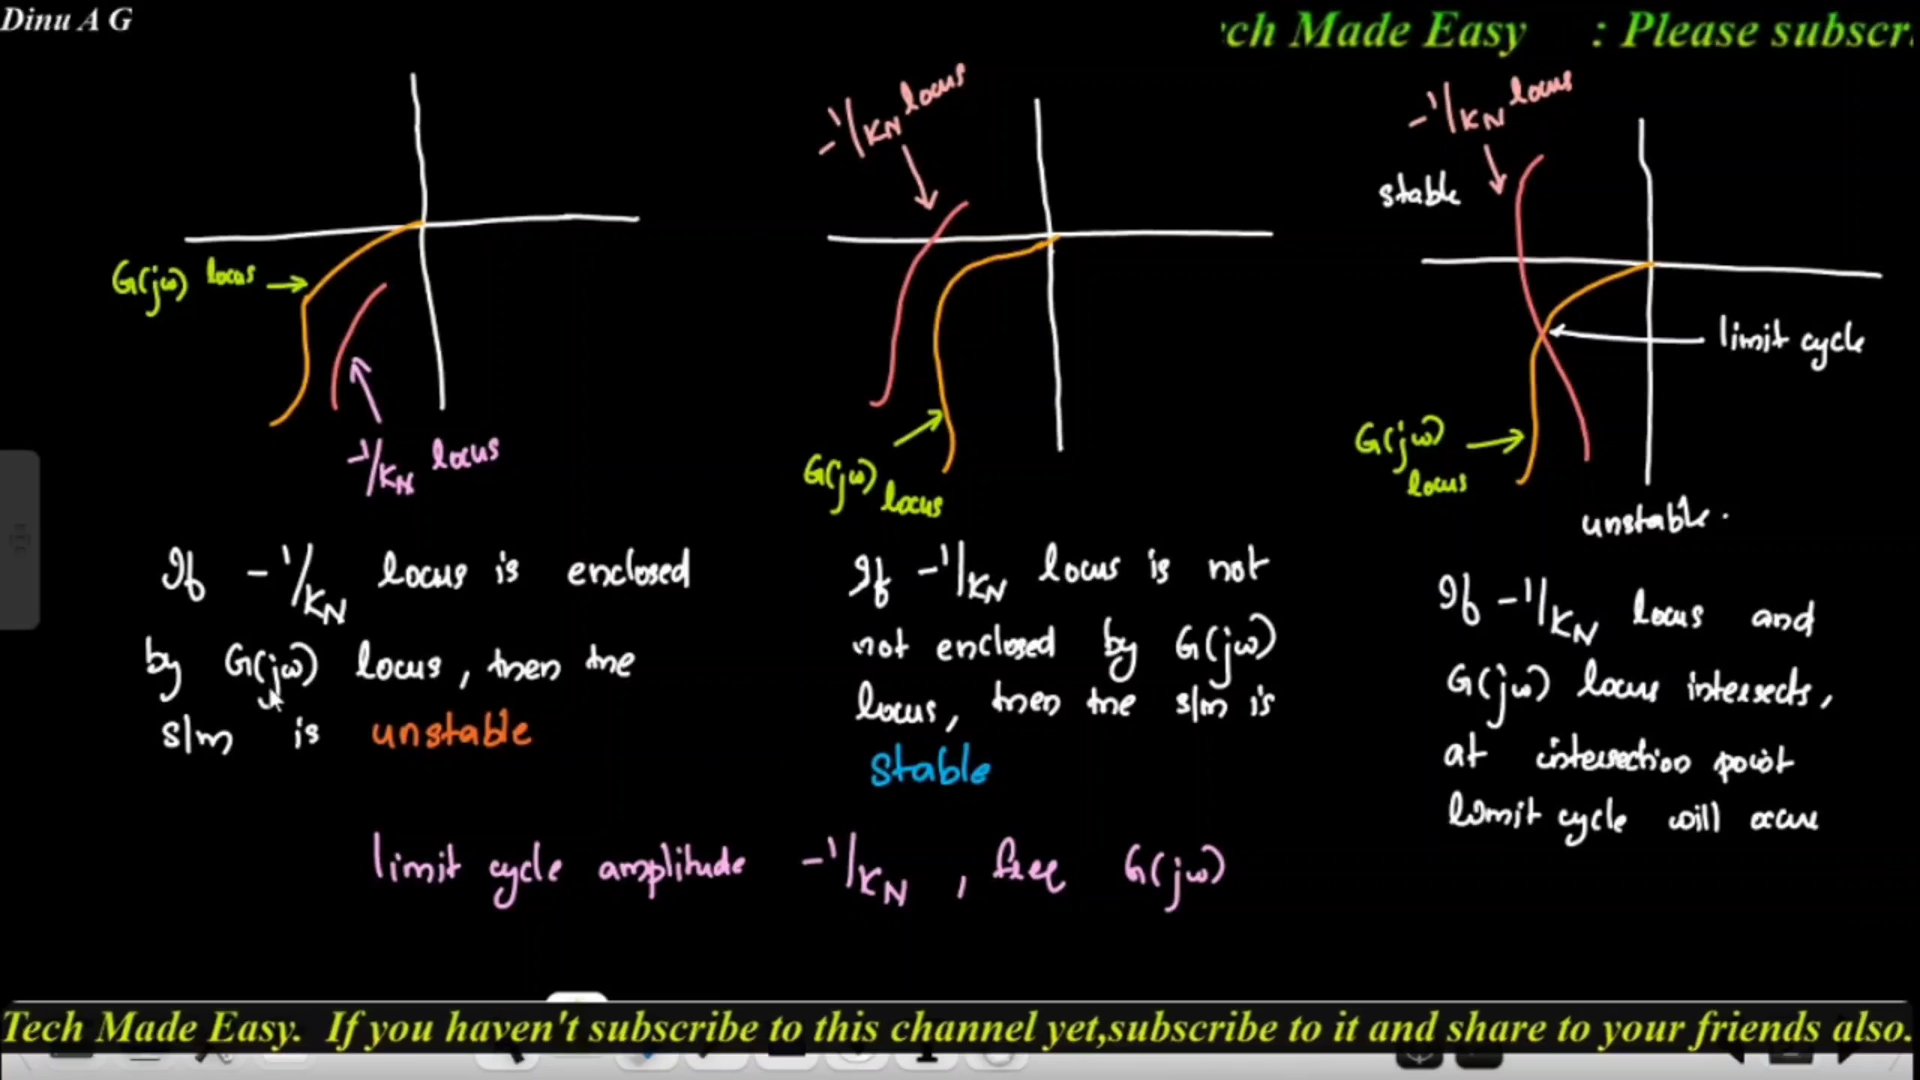 Dinu A G
ch Made Easy : Please subscr
-1/KN locus
-1/KN locus
stable
G(jω) locus
limit cycle
-1/KN locus
G(jω) locus
G(jω)
locus
unstable.
If -1/KN locus is enclosed
by G(jω) locus, then the
s/m is unstable
If -1/KN locus is not
not enclosed by G(jω)
locus, then the s/m is
stable
If -1/KN locus and
G(jω) locus intersects,
at intersection point
limit cycle will occur
limit cycle amplitude -1/KN, freq G(jω)
Tech Made Easy. If you haven't subscribe to this channel yet,subscribe to it and share to your friends also.